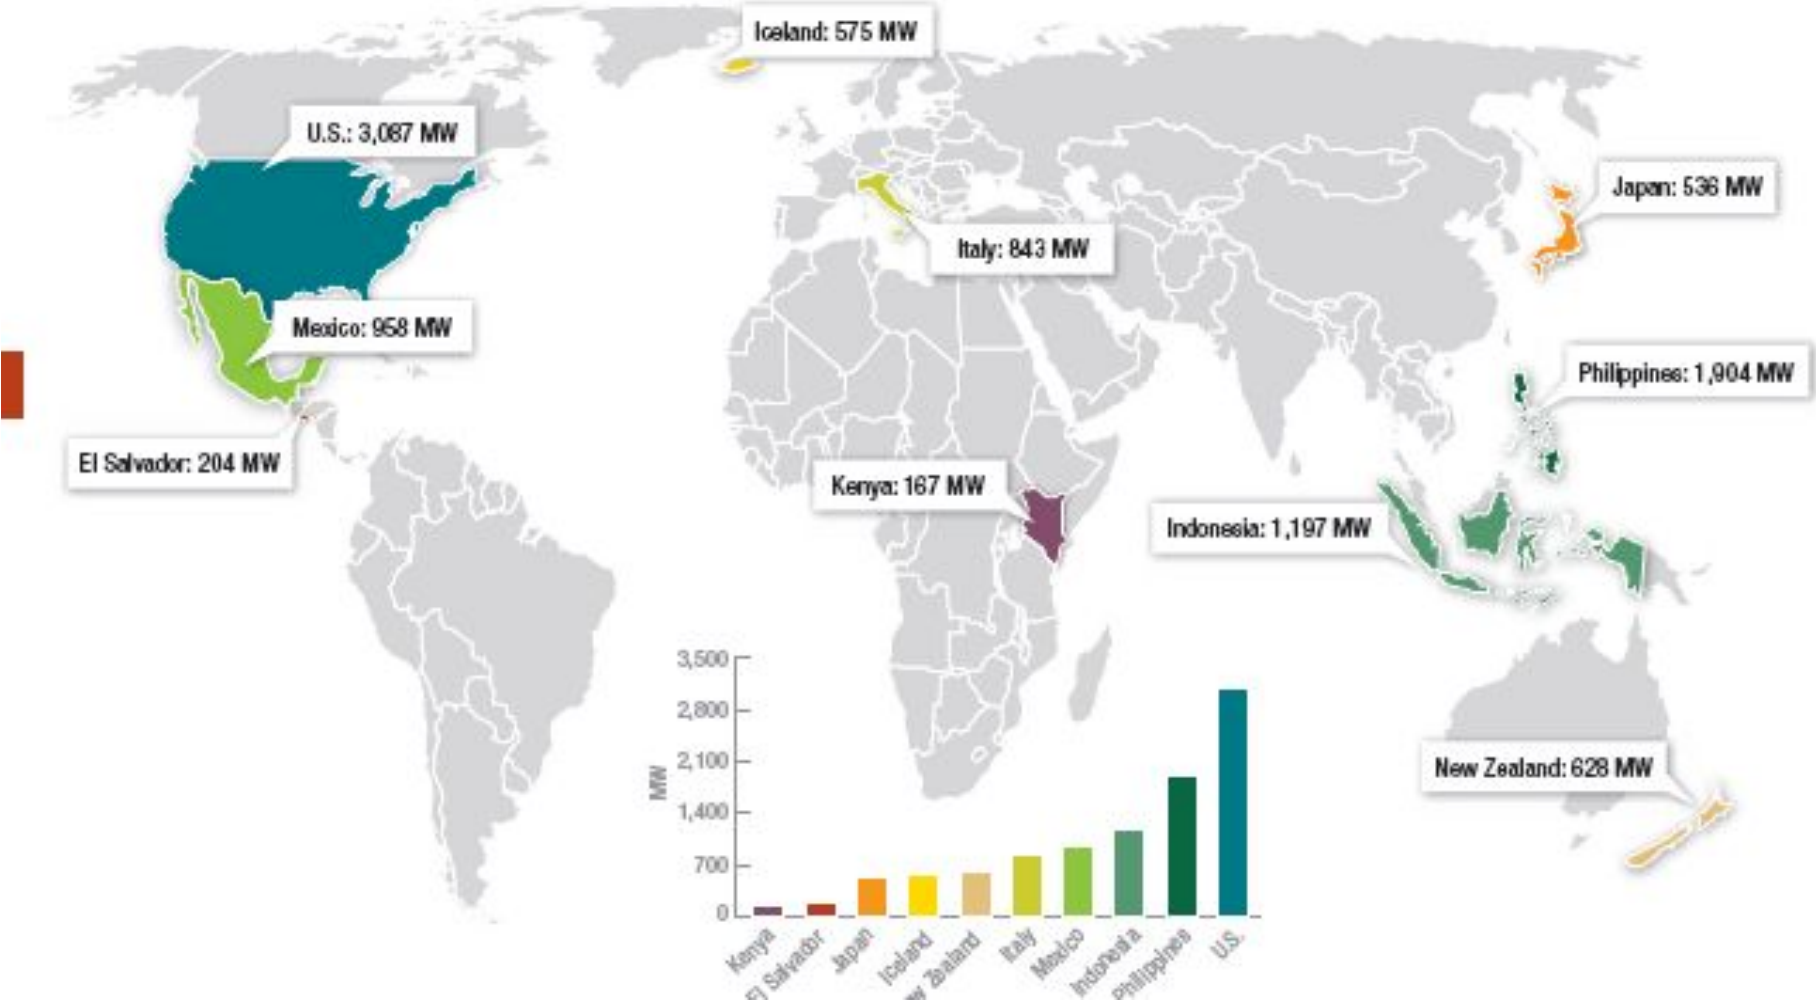 Iceland: 575 MW
U.S.: 3,087 MW
Japan: 536 MW
Italy: 843 MW
Mexico: 958 MW
Philippines: 1,904 MW
El Salvador: 204 MW
Kenya: 167 MW
Indonesia: 1,197 MW
New Zealand: 628 MW
MW
3,500
2,800
2,100
1,400
700
0
Kenya
El Salvador
Japan
Iceland
ew Zealand
Italy
Mexico
Indonesia
Philippines
U.S.